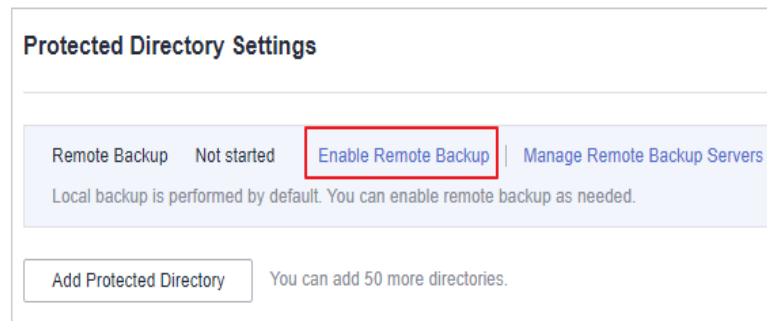 Protected Directory Settings
Remote Backup Not started Enable Remote Backup | Manage Remote Backup Servers
Local backup is performed by default. You can enable remote backup as needed.
Add Protected Directory You can add 50 more directories.